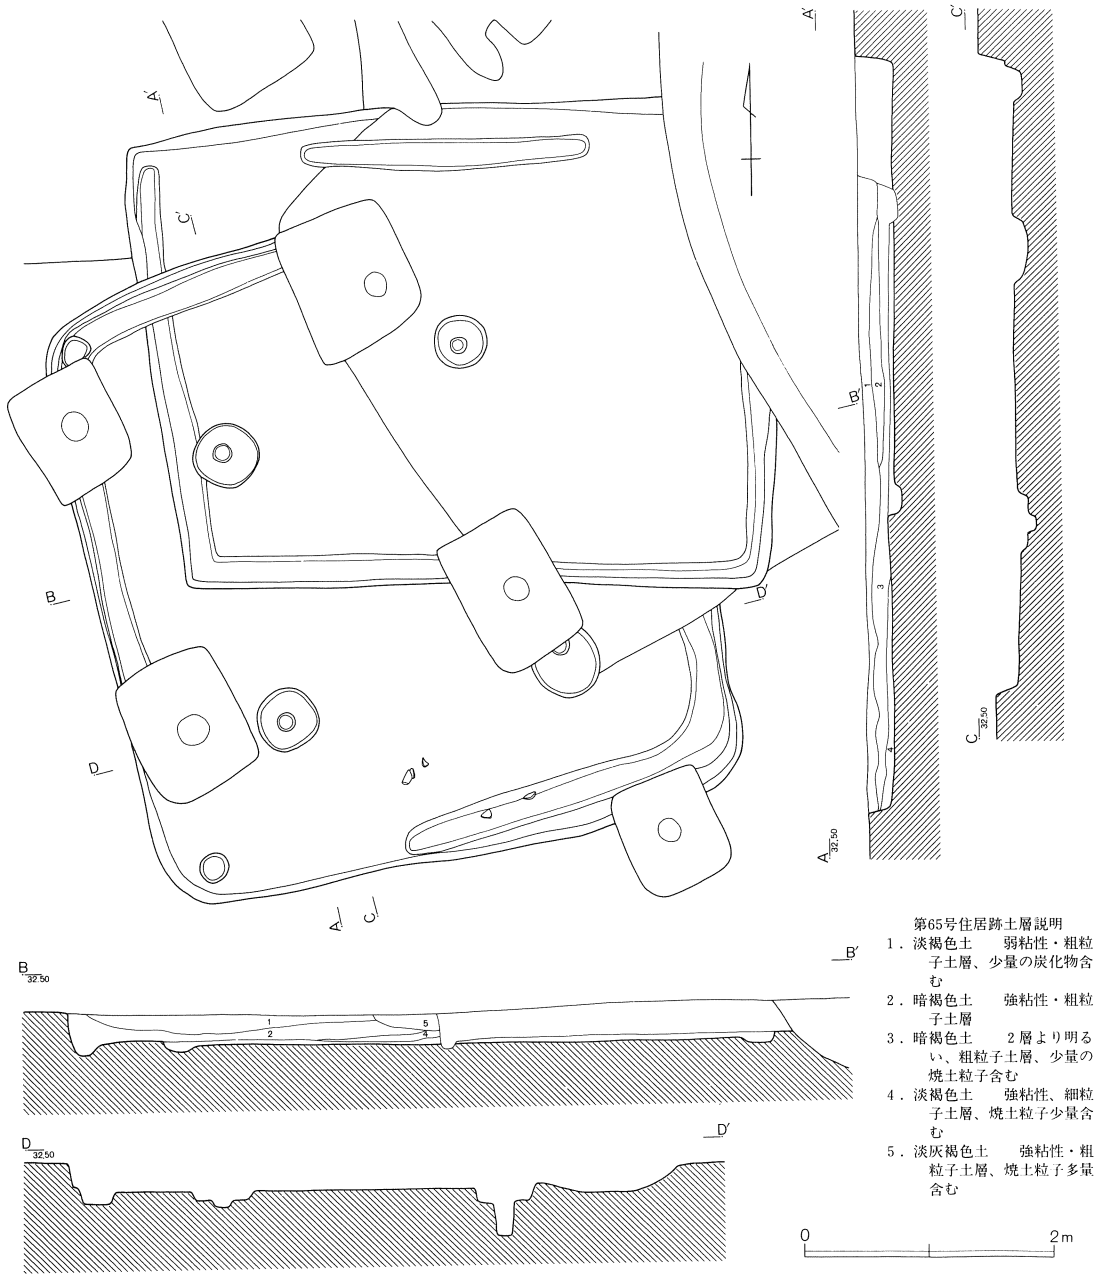 A′
C′
A′
C′
B′
1 2
3
B
D′
D
4
C 32.50
A 32.50
A
C
第65号住居跡土層説明
1．淡褐色土　弱粘性・粗粒
子土層、少量の炭化物含
む
2．暗褐色土　強粘性・粗粒
子土層
3．暗褐色土　2層より明る
い、粗粒子土層、少量の
焼土粒子含む
4．淡褐色土　強粘性、細粒
子土層、焼土粒子少量含
む
5．淡灰褐色土　強粘性・粗
粒子土層、焼土粒子多量
含む
B 32.50
B′
1 5
2 4
D 32.50
D′
0 2m